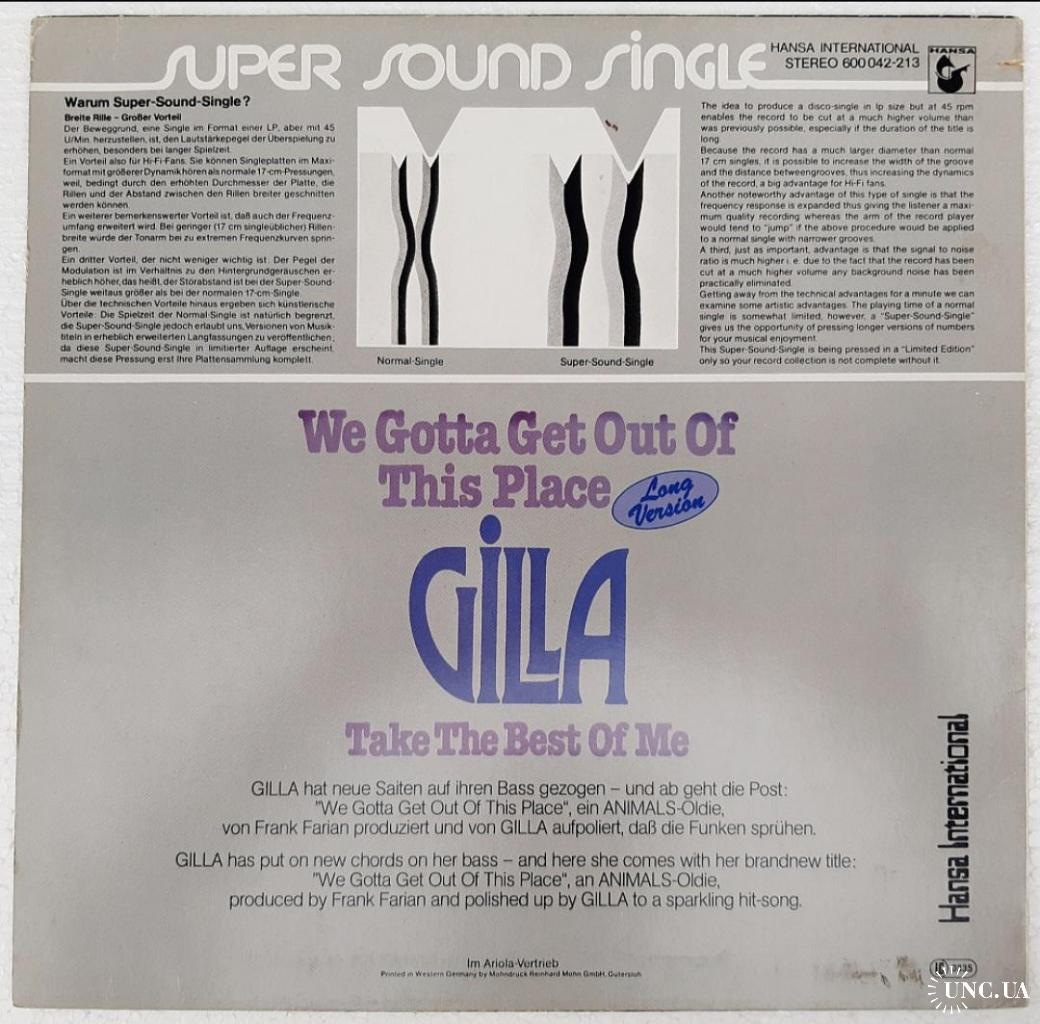 SUPER SOUND SINGLE
HANSA INTERNATIONAL
STEREO 600 042-213
HANSA
Warum Super-Sound-Single?
Breite Rille – Großer Vorteil
Der Beweggrund, eine Single im Format einer LP, aber mit 45
U/Min. herzustellen, ist, den Lautstärkepegel der Überspielung zu
erhöhen, besonders bei langer Spielzeit.
Ein Vorteil also für Hi-Fi-Fans. Sie können Singleplatten im Maxi-
format mit größerer Dynamik hören als normale 17-cm-Pressungen,
weil, bedingt durch den erhöhten Durchmesser der Platte, die
Rillen und der Abstand zwischen den Rillen breiter geschnitten
werden können.
Ein weiterer bemerkenswerter Vorteil ist, daß auch der Frequenz-
umfang erweitert wird. Bei geringer (17 cm singleüblicher) Rillen-
breite würde der Tonarm bei zu extremen Frequenzkurven sprin-
gen.
Ein dritter Vorteil, der nicht weniger wichtig ist: Der Pegel der
Modulation ist im Verhältnis zu den Hintergrundgeräuschen er-
heblich höher, das heißt, der Störabstand ist bei der Super-Sound-
Single weitaus größer als bei der normalen 17-cm-Single.
Über die technischen Vorteile hinaus ergeben sich künstlerische
Vorteile: Die Spielzeit der Normal-Single ist natürlich begrenzt,
die Super-Sound-Single jedoch erlaubt uns, Versionen von Musik-
titeln in erheblich erweiterten Langfassungen zu veröffentlichen;
da diese Super-Sound-Single in limitierter Auflage erscheint,
macht diese Pressung erst Ihre Plattensammlung komplett.
Normal-Single
Super-Sound-Single
The idea to produce a disco-single in lp size but at 45 rpm
enables the record to be cut at a much higher volume than
was previously possible, especially if the duration of the title is
long.
Because the record has a much larger diameter than normal
17 cm singles, it is possible to increase the width of the groove
and the distance betweengrooves, thus increasing the dynamics
of the record, a big advantage for Hi-Fi fans.
Another noteworthy advantage of this type of single is that the
frequency response is expanded thus giving the listener a maxi-
mum quality recording whereas the arm of the record player
would tend to "jump" if the above procedure would be applied
to a normal single with narrower grooves.
A third, just as important, advantage is that the signal to noise
ratio is much higher i. e. due to the fact that the record has been
cut at a much higher volume any background noise has been
practically eliminated.
Getting away from the technical advantages for a minute we can
examine some artistic advantages. The playing time of a normal
single is somewhat limited, however, a "Super-Sound-Single"
gives us the opportunity of pressing longer versions of numbers
for your musical enjoyment.
This Super-Sound-Single is being pressed in a "Limited Edition"
only so your record collection is not complete without it.
We Gotta Get Out Of
This Place
Long
Version
GILLA
Take The Best Of Me
GILLA hat neue Saiten auf ihren Bass gezogen – und ab geht die Post:
"We Gotta Get Out Of This Place", ein ANIMALS-Oldie,
von Frank Farian produziert und von GILLA aufpoliert, daß die Funken sprühen.
GILLA has put on new chords on her bass – and here she comes with her brandnew title:
"We Gotta Get Out Of This Place", an ANIMALS-Oldie,
produced by Frank Farian and polished up by GILLA to a sparkling hit-song.
Hansa International
Im Ariola-Vertrieb
Printed in Western Germany by Mohndruck Reinhard Mohn GmbH, Gütersloh
UNC.UA